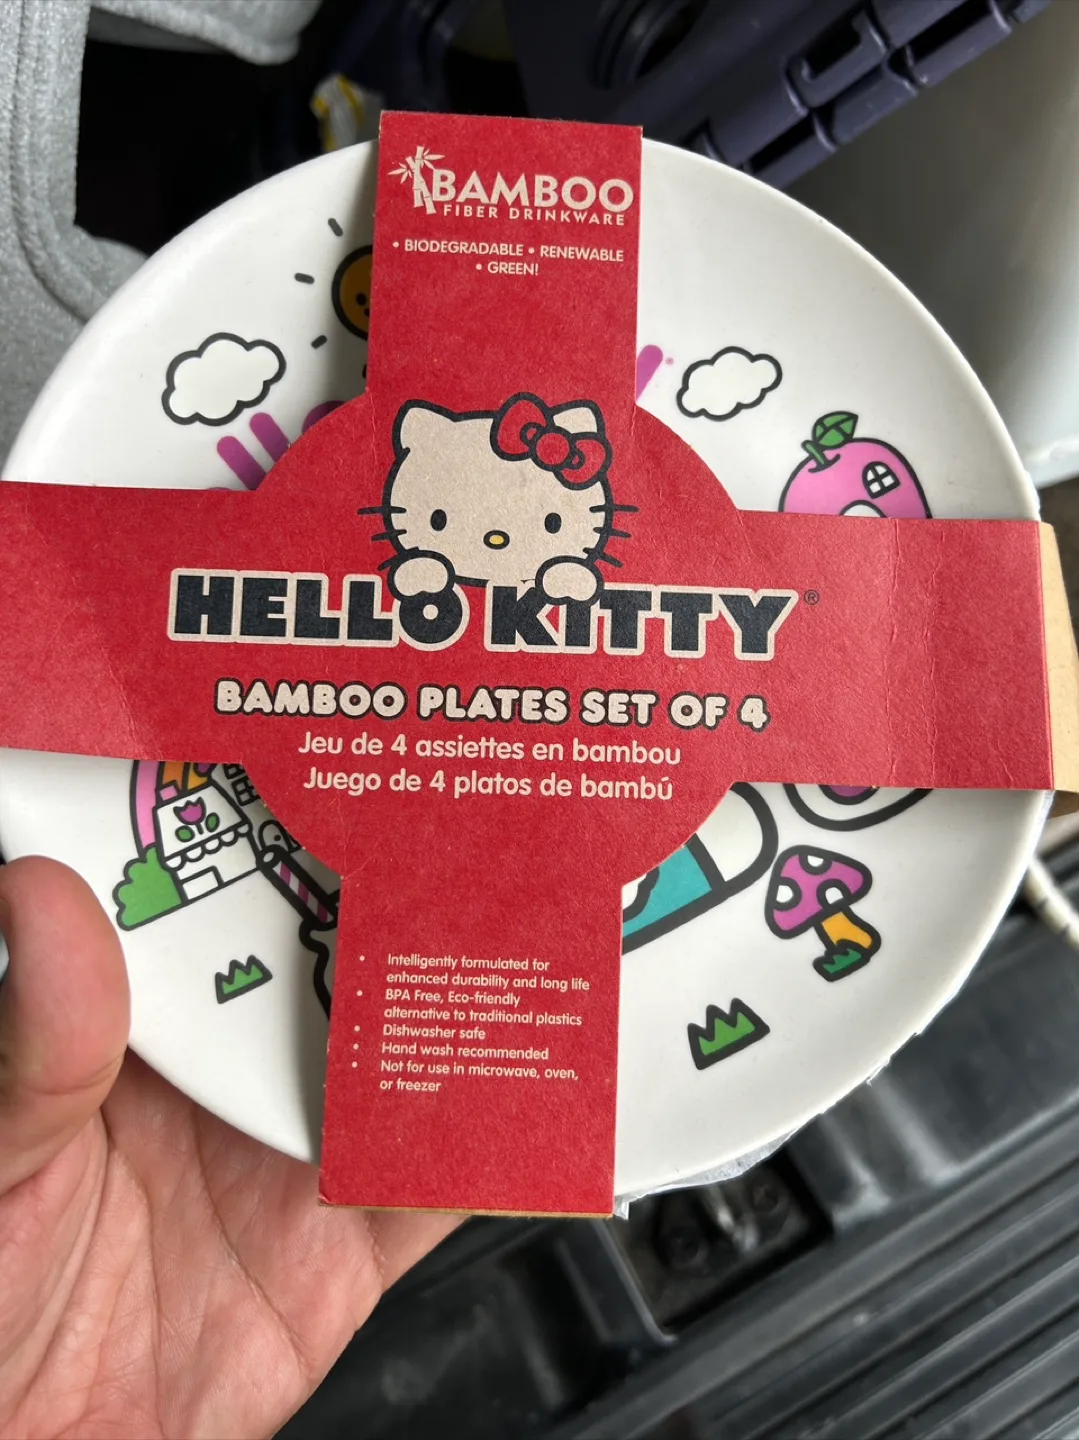 BAMBOO
FIBER DRINKWARE
• BIODEGRADABLE • RENEWABLE
• GREEN!
HELLO KITTY®
BAMBOO PLATES SET OF 4
Jeu de 4 assiettes en bambou
Juego de 4 platos de bambú
• Intelligently formulated for
enhanced durability and long life
• BPA Free, Eco-friendly
alternative to traditional plastics
• Dishwasher safe
• Hand wash recommended
• Not for use in microwave, oven,
or freezer